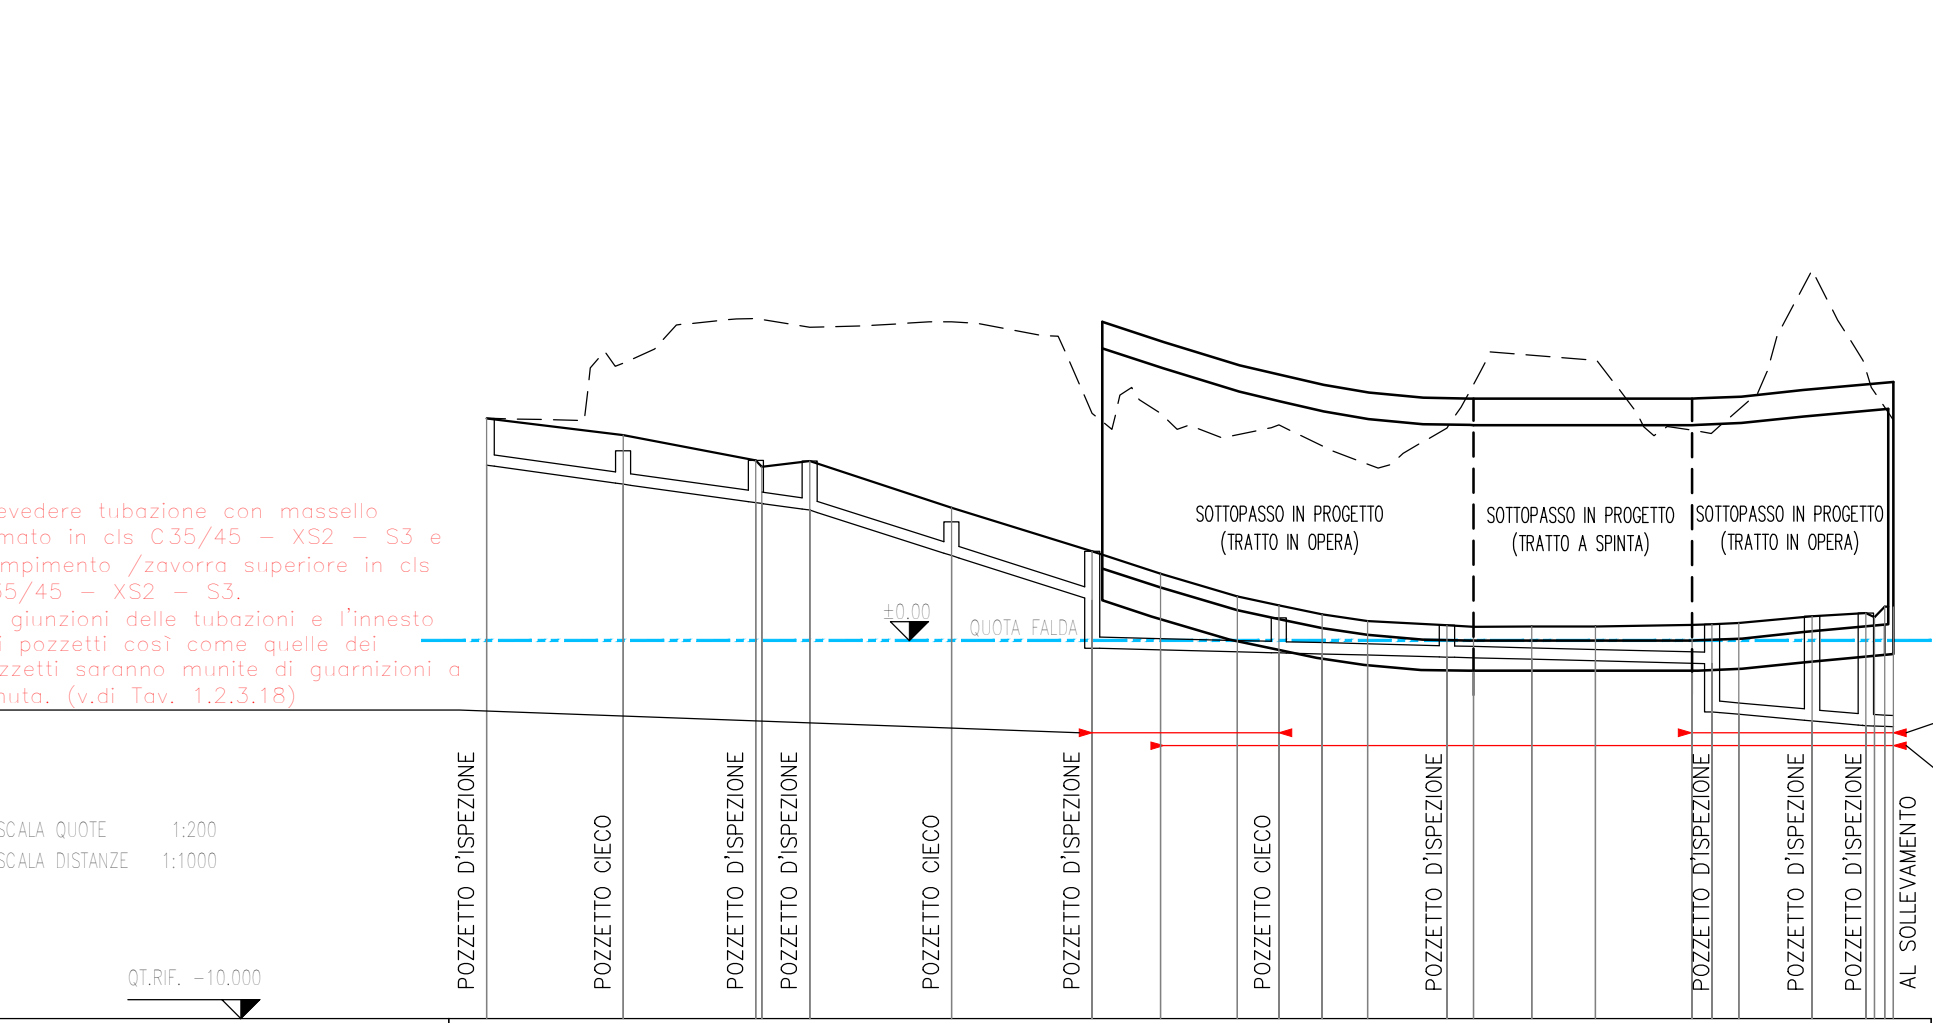 SOTTOPASSO IN PROGETTO
(TRATTO IN OPERA)
SOTTOPASSO IN PROGETTO
(TRATTO A SPINTA)
SOTTOPASSO IN PROGETTO
(TRATTO IN OPERA)
evedere tubazione con massello
mato in cls C35/45 – XS2 – S3 e
mpimento /zavorra superiore in cls
35/45 – XS2 – S3.
giunzioni delle tubazioni e l'innesto
i pozzetti così come quelle dei
zzetti saranno munite di guarnizioni a
nuta. (v.di Tav. 1.2.3.18)
±0.00
QUOTA FALDA
POZZETTO D'ISPEZIONE
POZZETTO CIECO
POZZETTO D'ISPEZIONE
POZZETTO D'ISPEZIONE
POZZETTO CIECO
POZZETTO D'ISPEZIONE
POZZETTO CIECO
POZZETTO D'ISPEZIONE
POZZETTO D'ISPEZIONE
POZZETTO D'ISPEZIONE
POZZETTO D'ISPEZIONE
AL SOLLEVAMENTO
SCALA QUOTE 1:200
SCALA DISTANZE 1:1000
QT.RIF. -10.000